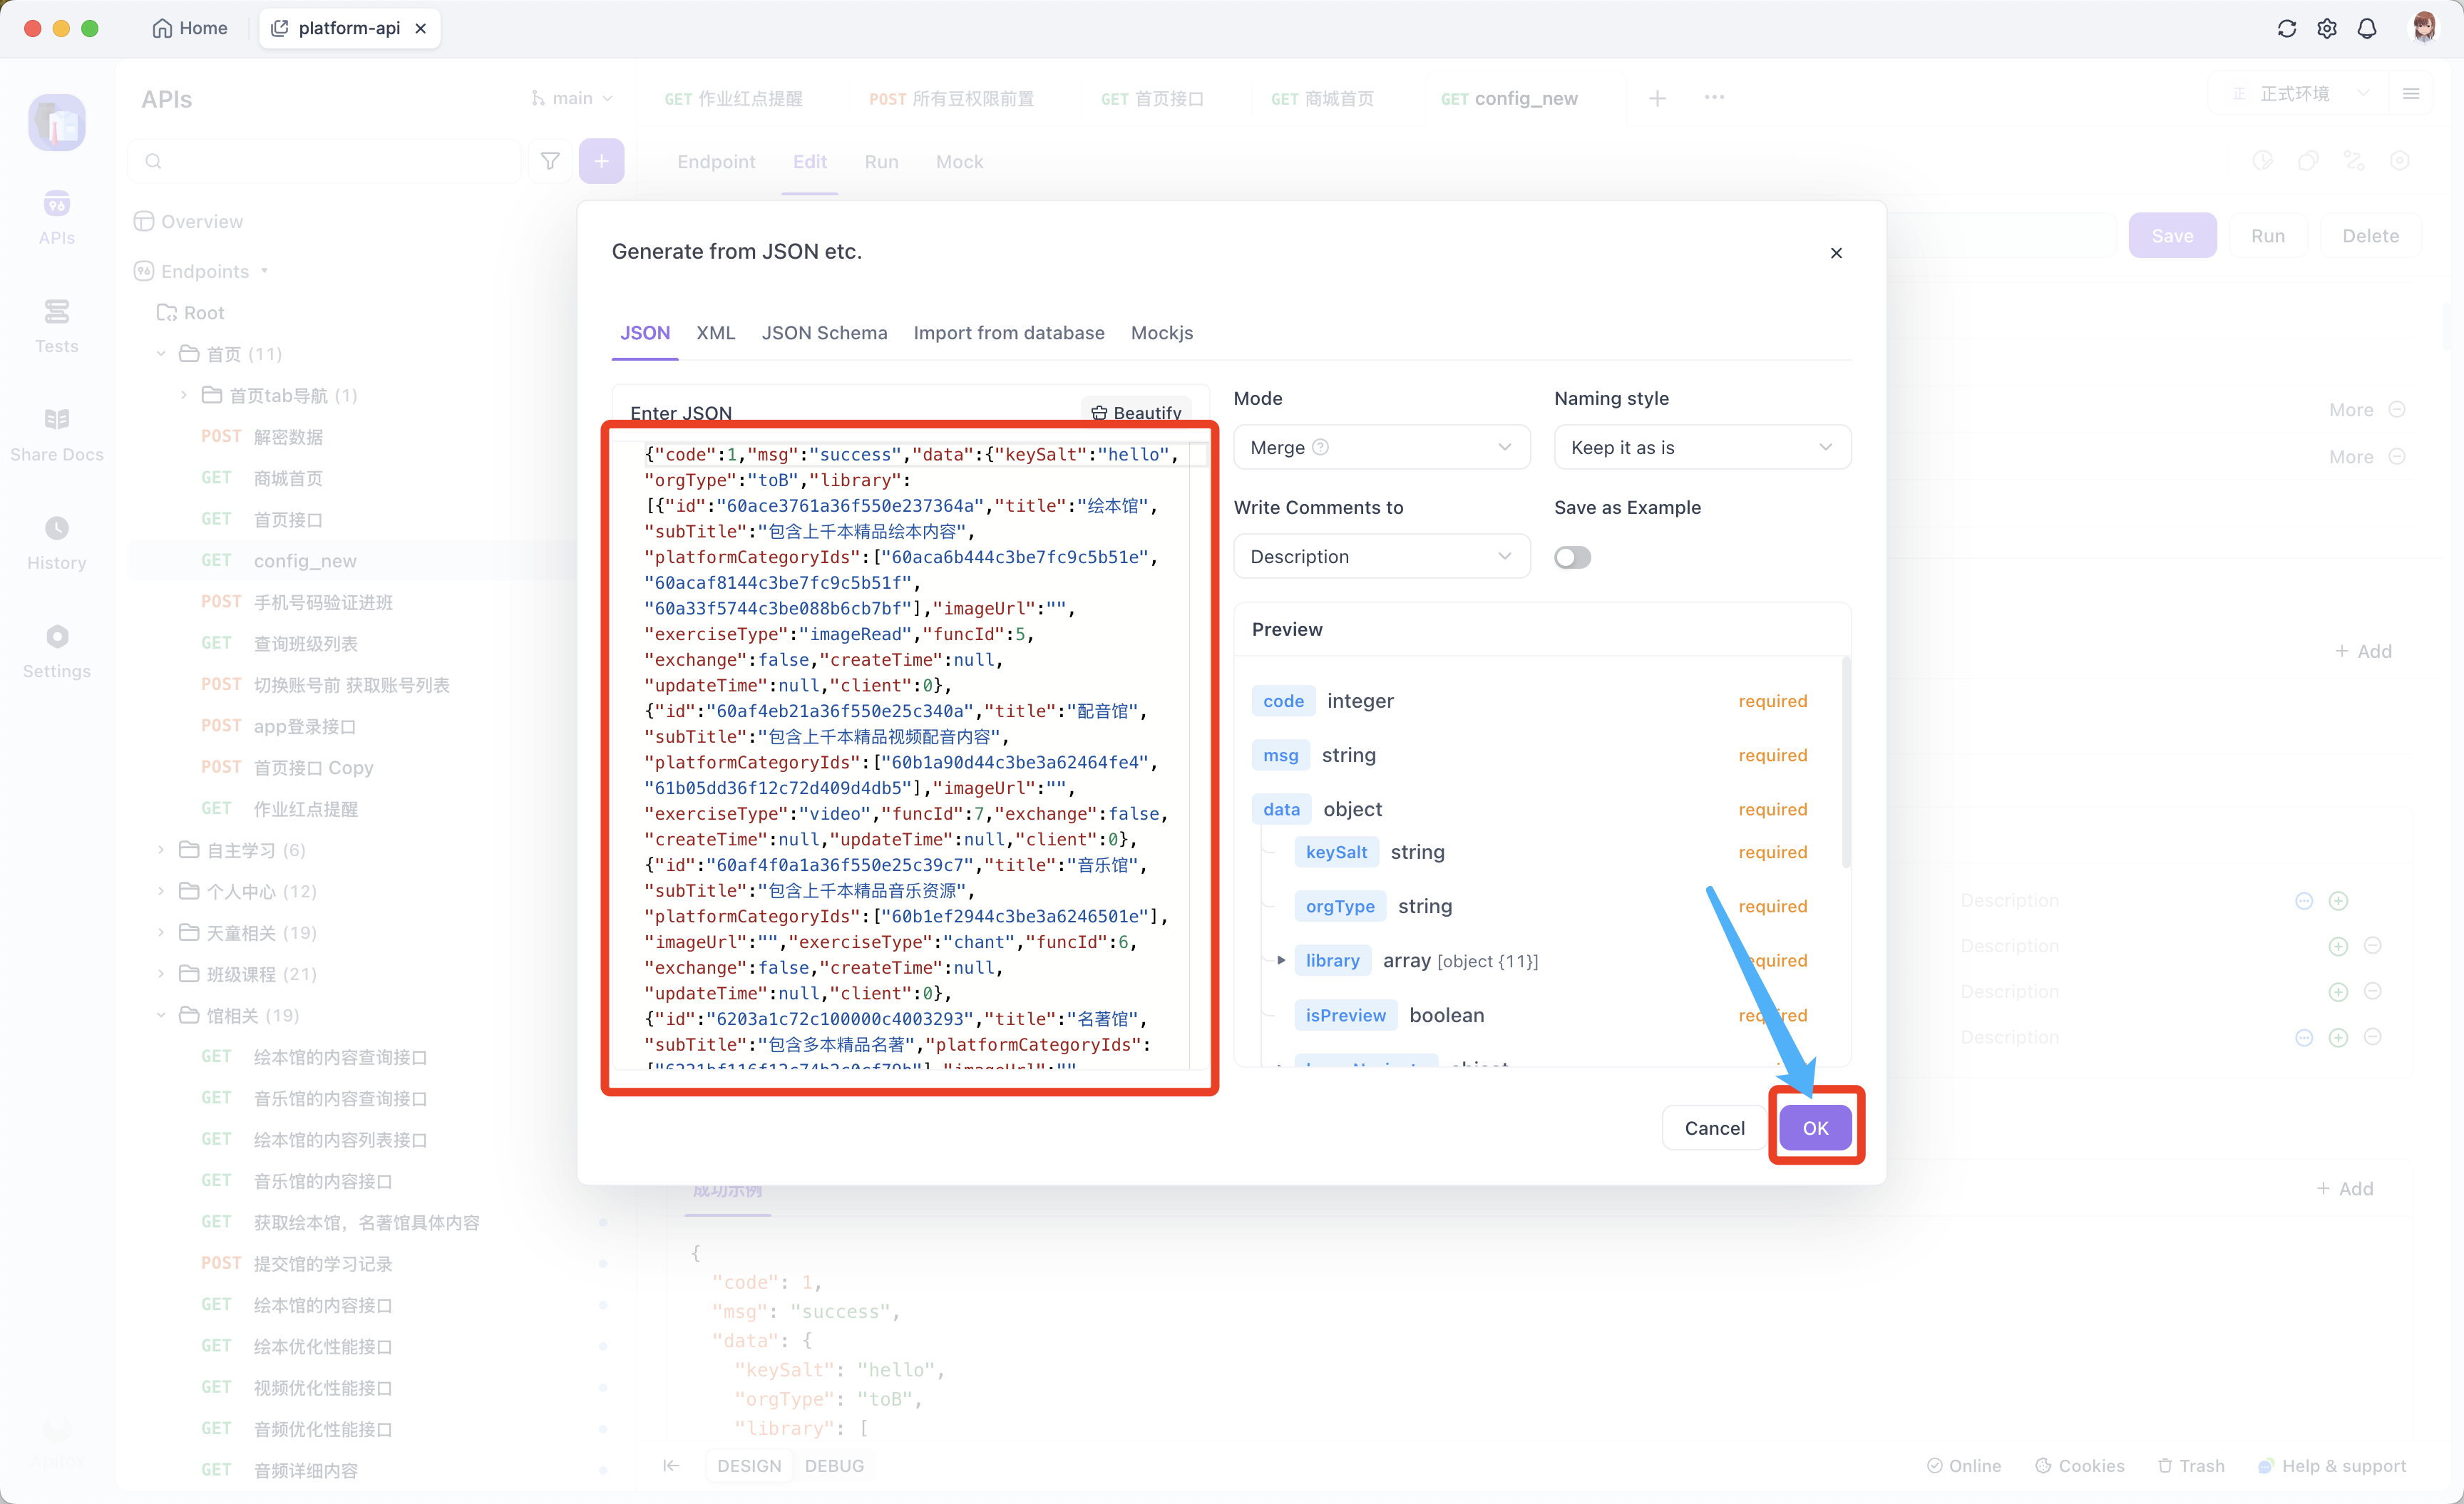 Home
platform-api
APIs
main
GET 作业红点提醒
POST 所有豆权限前置
GET 首页接口
GET 商城首页
GET config_new
正 正式环境
Endpoint
Edit
Run
Mock
APIs
Tests
Share Docs
History
Settings
Overview
Endpoints
Root
首页 (11)
首页tab导航 (1)
POST 解密数据
GET 商城首页
GET 首页接口
GET config_new
POST 手机号码验证进班
GET 查询班级列表
POST 切换账号前 获取账号列表
POST app登录接口
POST 首页接口 Copy
GET 作业红点提醒
自主学习 (6)
个人中心 (12)
天童相关 (19)
班级课程 (21)
馆相关 (19)
GET 绘本馆的内容查询接口
GET 音乐馆的内容查询接口
GET 绘本馆的内容列表接口
GET 音乐馆的内容接口
GET 获取绘本馆，名著馆具体内容
POST 提交馆的学习记录
GET 绘本馆的内容接口
GET 绘本优化性能接口
GET 视频优化性能接口
GET 音频优化性能接口
GET 音频详细内容
Save
Run
Delete
More
More
+ Add
Description
Description
Description
Description
+ Add
Generate from JSON etc.
JSON
XML
JSON Schema
Import from database
Mockjs
Enter JSON
Beautify
{"code":1,"msg":"success","data":{"keySalt":"hello",
"orgType":"toB","library":
[{"id":"60ace3761a36f550e237364a","title":"绘本馆",
"subTitle":"包含上千本精品绘本内容",
"platformCategoryIds":["60aca6b444c3be7fc9c5b51e",
"60acaf8144c3be7fc9c5b51f",
"60a33f5744c3be088b6cb7bf"],"imageUrl":"",
"exerciseType":"imageRead","funcId":5,
"exchange":false,"createTime":null,
"updateTime":null,"client":0},
{"id":"60af4eb21a36f550e25c340a","title":"配音馆",
"subTitle":"包含上千本精品视频配音内容",
"platformCategoryIds":["60b1a90d44c3be3a62464fe4",
"61b05dd36f12c72d409d4db5"],"imageUrl":"",
"exerciseType":"video","funcId":7,"exchange":false,
"createTime":null,"updateTime":null,"client":0},
{"id":"60af4f0a1a36f550e25c39c7","title":"音乐馆",
"subTitle":"包含上千本精品音乐资源",
"platformCategoryIds":["60b1ef2944c3be3a6246501e"],
"imageUrl":"","exerciseType":"chant","funcId":6,
"exchange":false,"createTime":null,
"updateTime":null,"client":0},
{"id":"6203a1c72c100000c4003293","title":"名著馆",
"subTitle":"包含多本精品名著","platformCategoryIds":
Mode
Merge
Naming style
Keep it as is
Write Comments to
Description
Save as Example
Preview
code integer required
msg string required
data object required
keySalt string required
orgType string required
library array [object {11}] required
isPreview boolean required
Cancel
OK
成功示例
{
"code": 1,
"msg": "success",
"data": {
"keySalt": "hello",
"orgType": "toB",
"library": [
DESIGN
DEBUG
Online
Cookies
Trash
Help & support